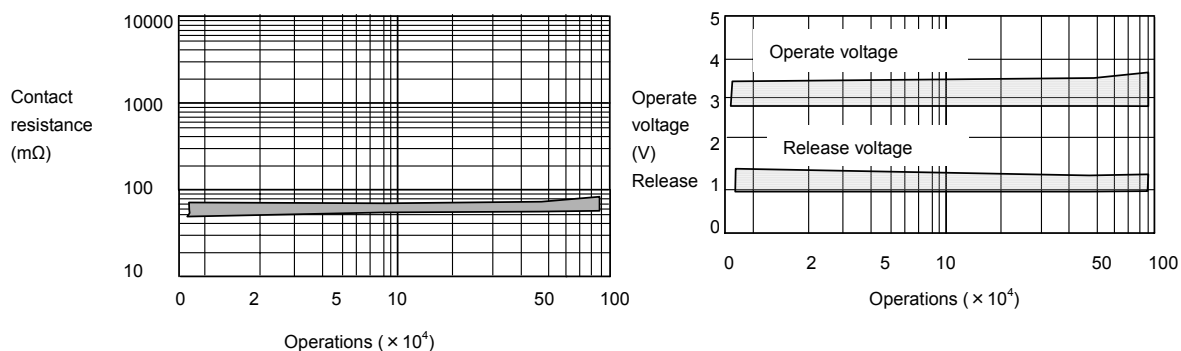 10000
1000
100
10
Contact
resistance
(mΩ)
0 2 5 10 50 100
Operations ( × 10⁴)
5
4
3
2
1
0
Operate
voltage
(V)
Release
Operate voltage
Release voltage
0 2 5 10 50 100
Operations ( × 10⁴)